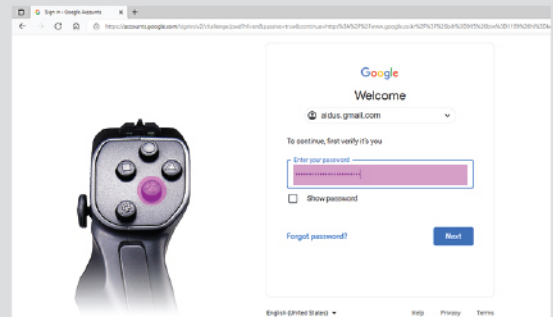 Sign in - Google Accounts
Google
Welcome
aldus.gmail.com
To continue, first verify it's you
Enter your password
Show password
Forgot password?
Next
English (United States)
Help Privacy Terms